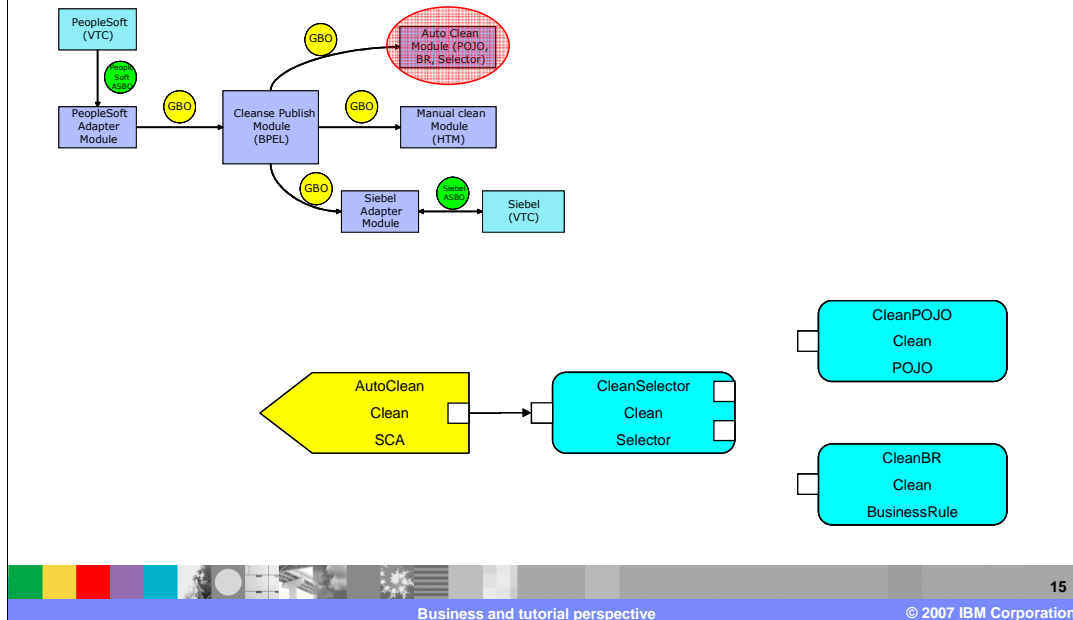 PeopleSoft
(VTC)
People
Soft
ASBO
PeopleSoft
Adapter
Module
GBO
Cleanse Publish
Module
(BPEL)
GBO
Auto Clean
Module (POJO,
BR, Selector)
GBO
Manual clean
Module
(HTM)
GBO
Siebel
Adapter
Module
Siebel
ASBO
Siebel
(VTC)
AutoClean
Clean
SCA
CleanSelector
Clean
Selector
CleanPOJO
Clean
POJO
CleanBR
Clean
BusinessRule
15
Business and tutorial perspective
© 2007 IBM Corporation